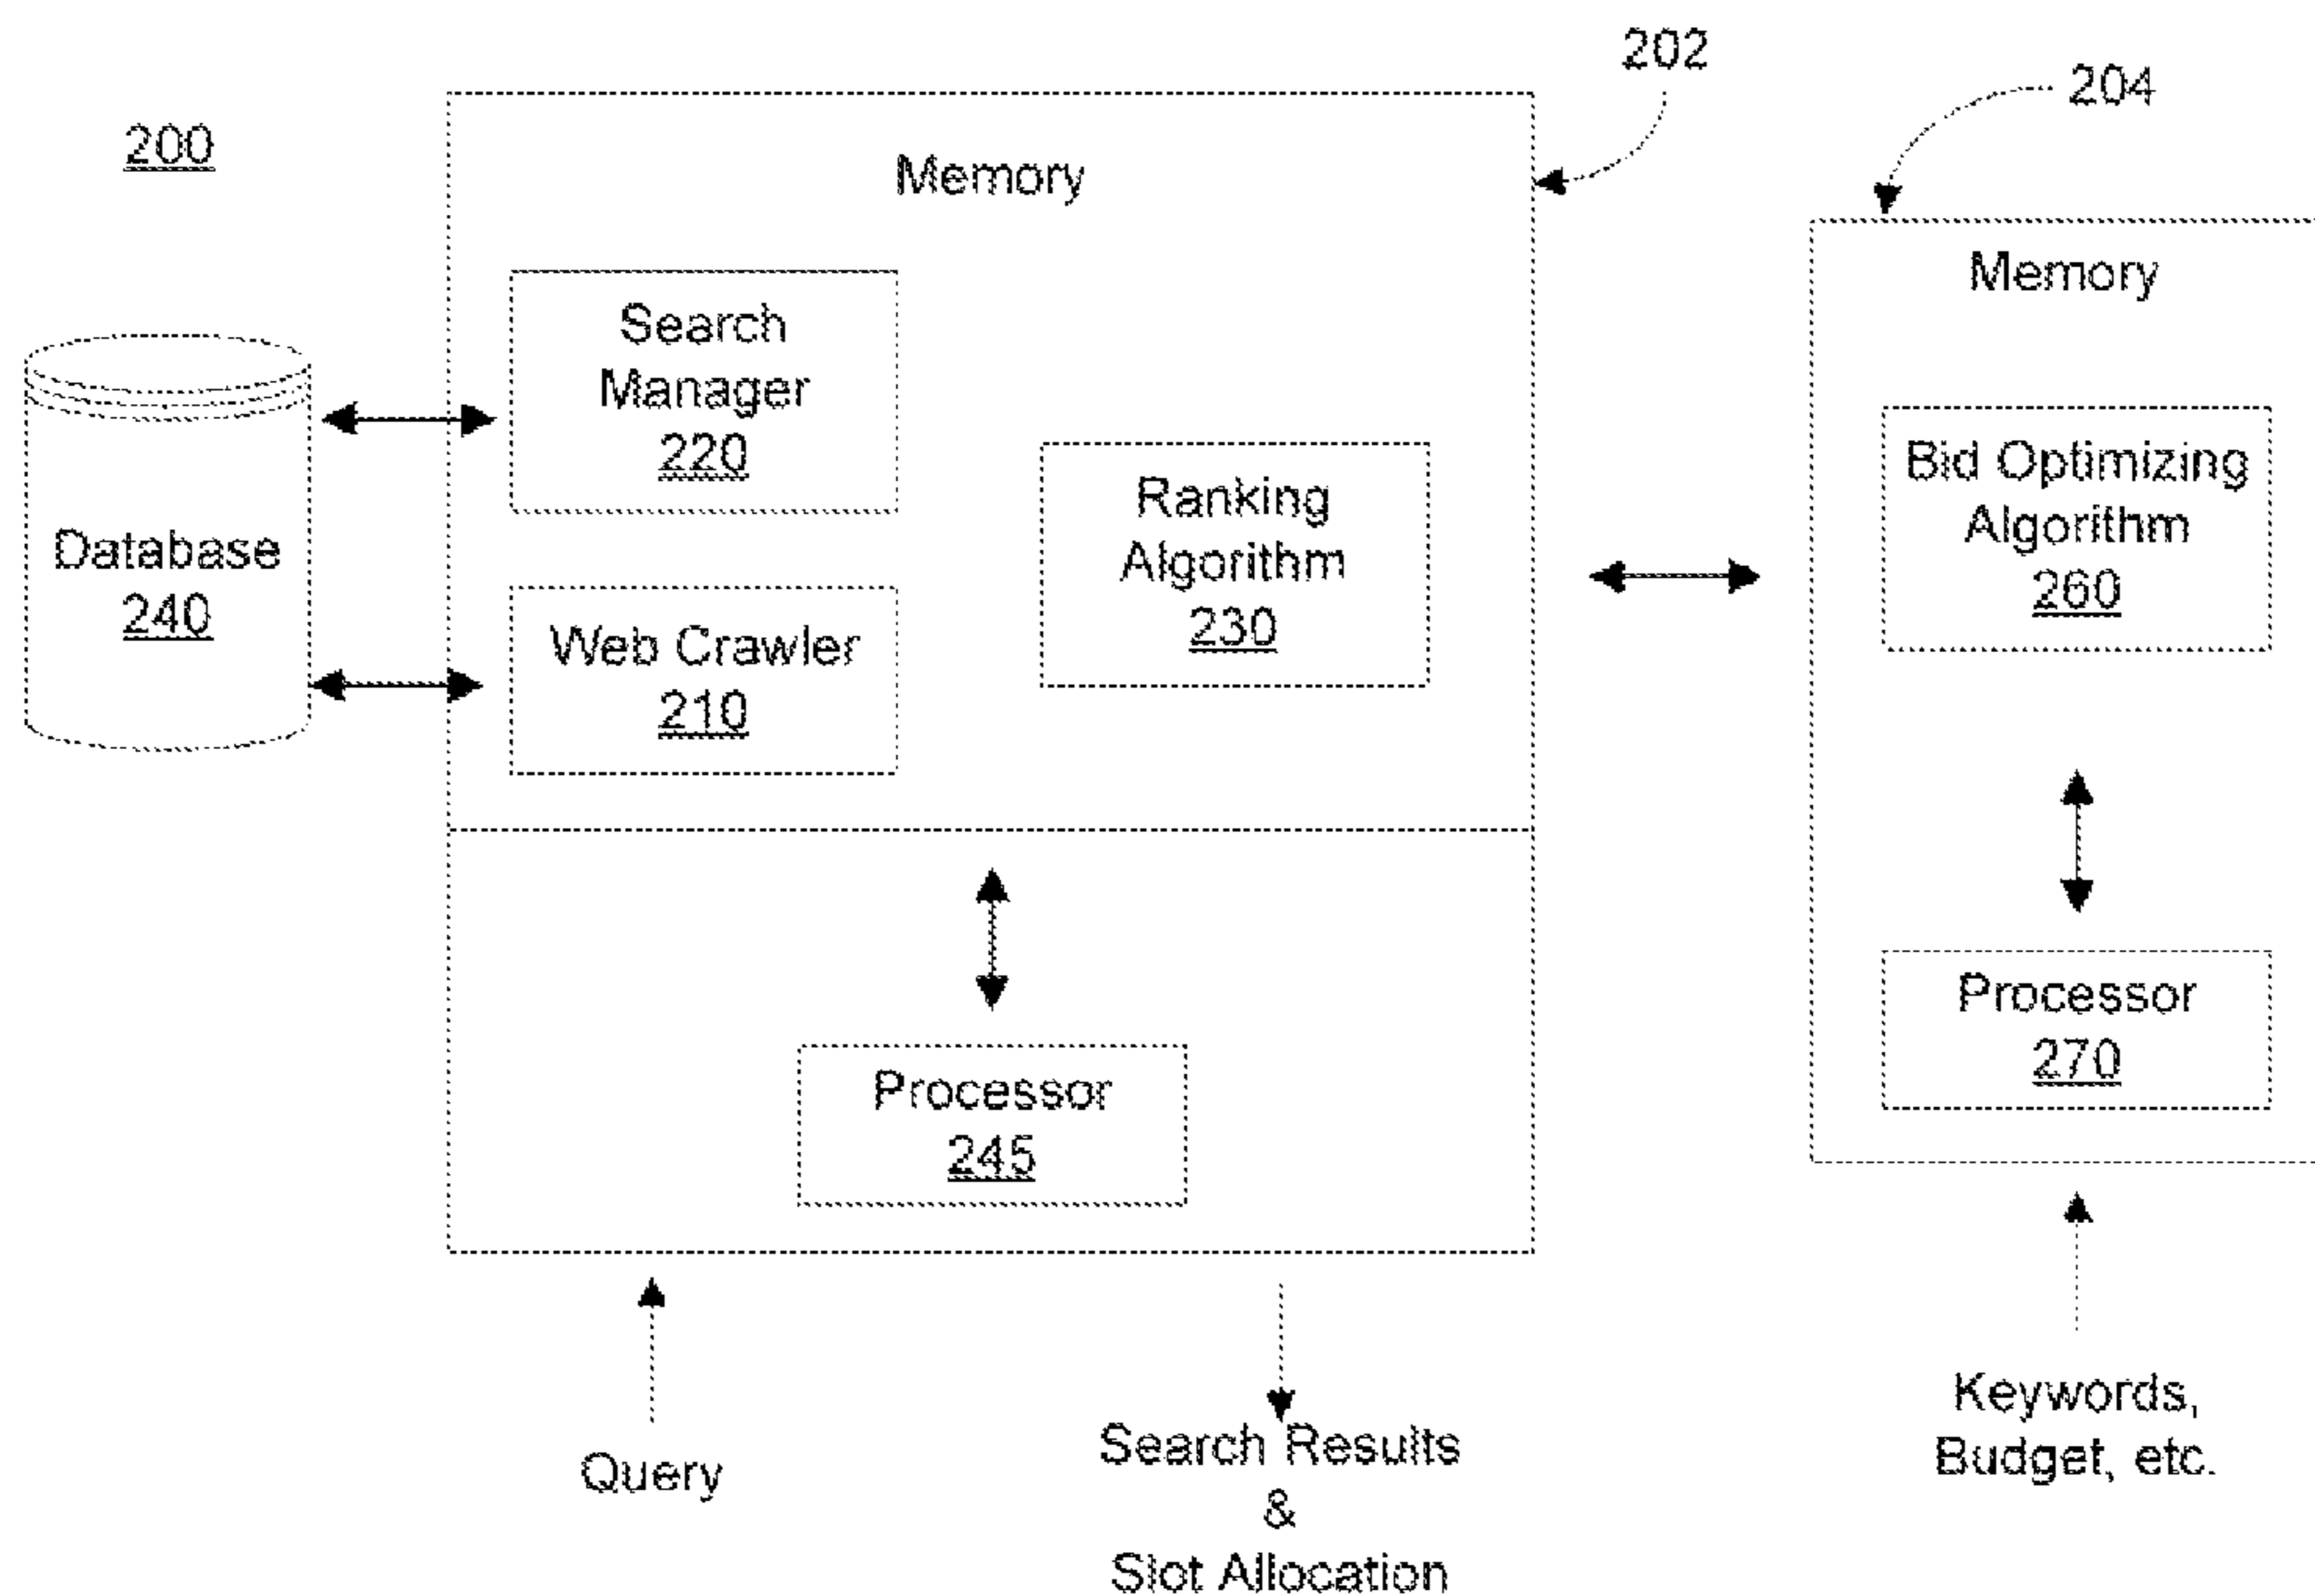 202
204
200
Memory
Memory
Search
Manager
220
Ranking
Algorithm
230
Bid Optimizing
Algorithm
260
Database
240
Web Crawler
210
Processor
245
Processor
270
Query
Search Results
&
Slot Allocation
Keywords,
Budget, etc.